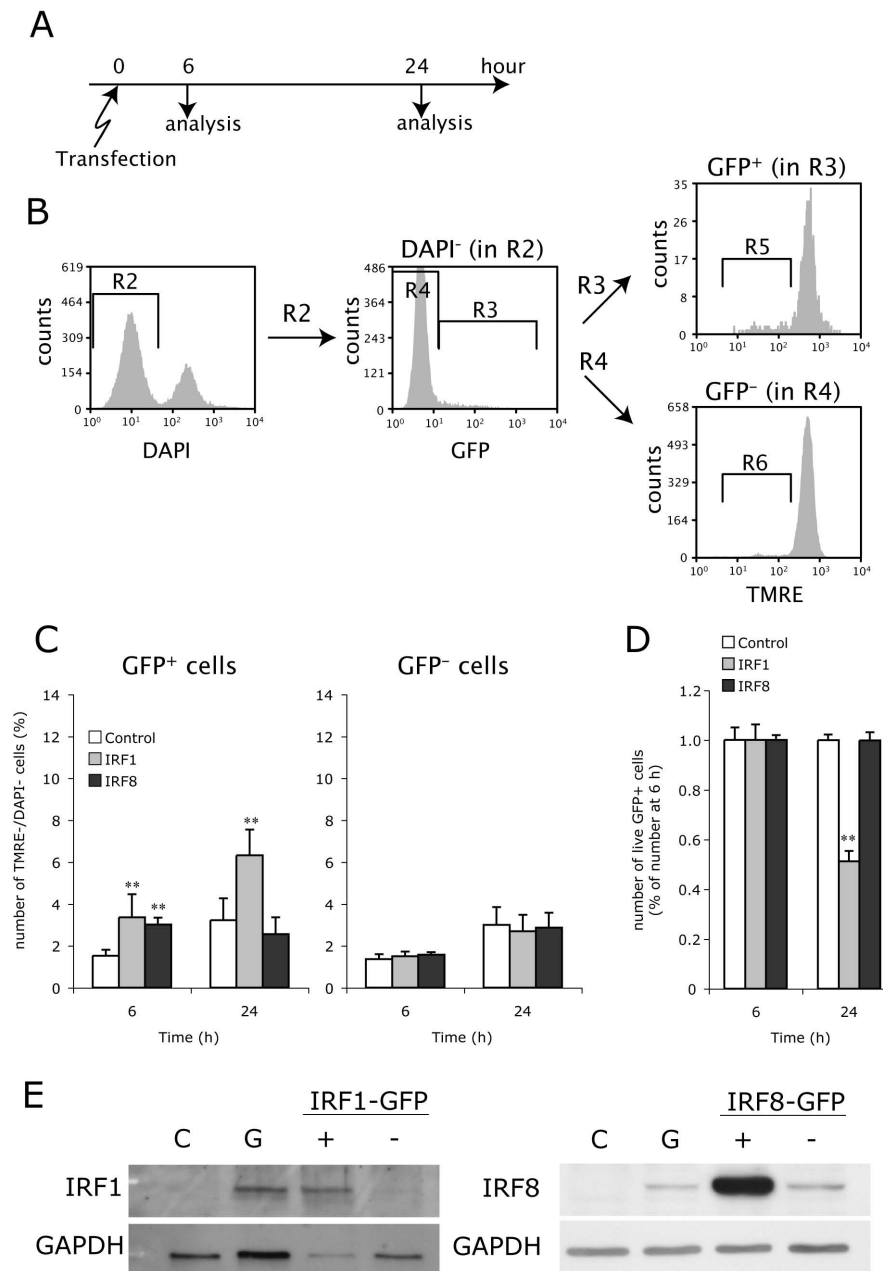 A
0 6 24 hour
analysis analysis
Transfection
B
619
464
309
154
0
counts
R2
10⁰ 10¹ 10² 10³ 10⁴
DAPI
R2
DAPI⁻ (in R2)
486
364
243
121
0
counts
R4
R3
10⁰ 10¹ 10² 10³ 10⁴
GFP
R3
R4
GFP⁺ (in R3)
35
26
17
8
0
counts
R5
10⁰ 10¹ 10² 10³ 10⁴
GFP⁻ (in R4)
658
493
329
164
0
counts
R6
10⁰ 10¹ 10² 10³ 10⁴
TMRE
C
GFP⁺ cells
number of TMRE-/DAPI- cells (%)
14
12
10
8
6
4
2
0
Control
IRF1
IRF8
** ** **
6 24
Time (h)
GFP⁻ cells
14
12
10
8
6
4
2
0
6 24
Time (h)
D
Control
IRF1
IRF8
number of live GFP+ cells
(% of number at 6 h)
1.2
1.0
0.8
0.6
0.4
0.2
0
**
6 24
Time (h)
E
IRF1-GFP
C G + -
IRF1
GAPDH
IRF8-GFP
C G + -
IRF8
GAPDH